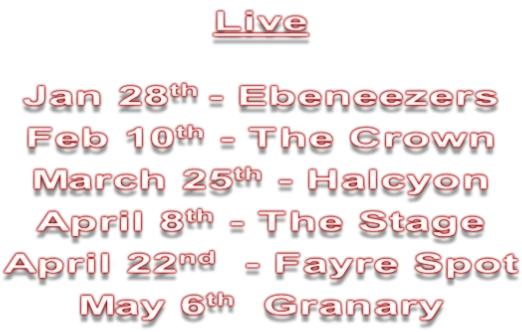 Live
Jan 28th - Ebeneezers
Feb 10th - The Crown
March 25th - Halcyon
April 8th - The Stage
April 22nd - Fayre Spot
May 6th Granary